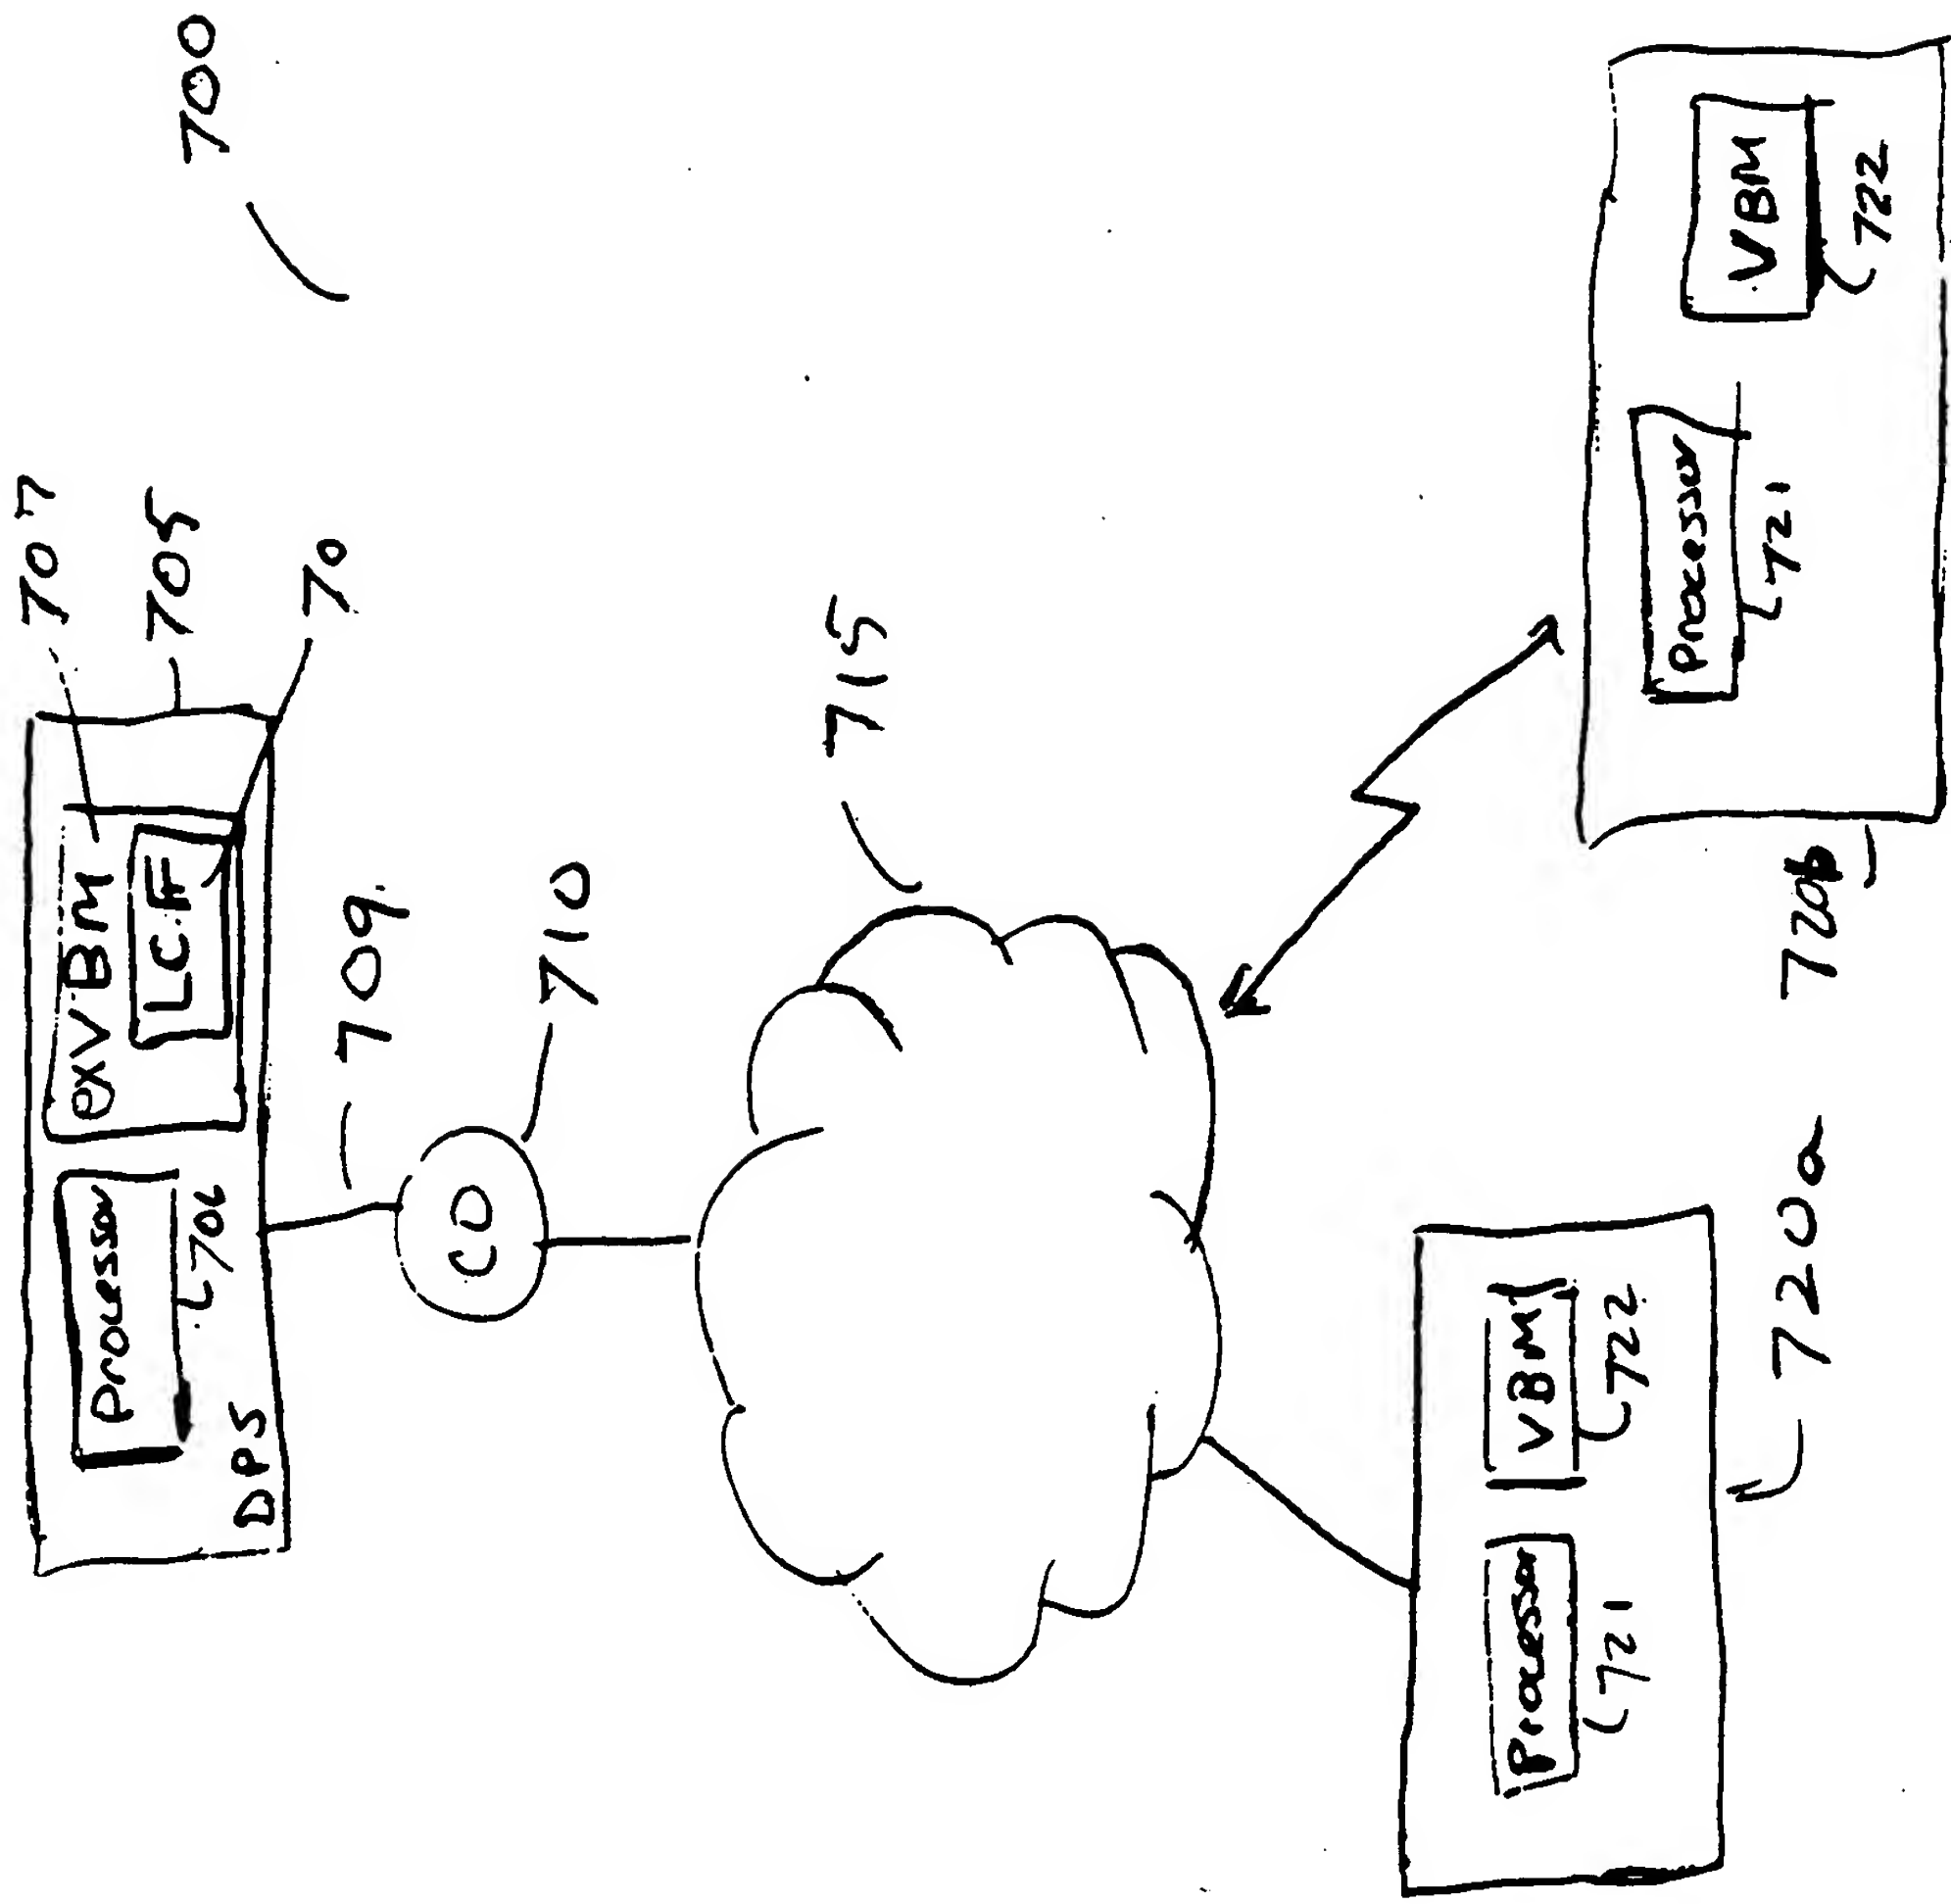 700
707
705
70
exVBM
LCF
Processor
706
DPS
709
CD
710
715
Processor
721
VBM
722
720b
Processor
721
VBM
722
720a